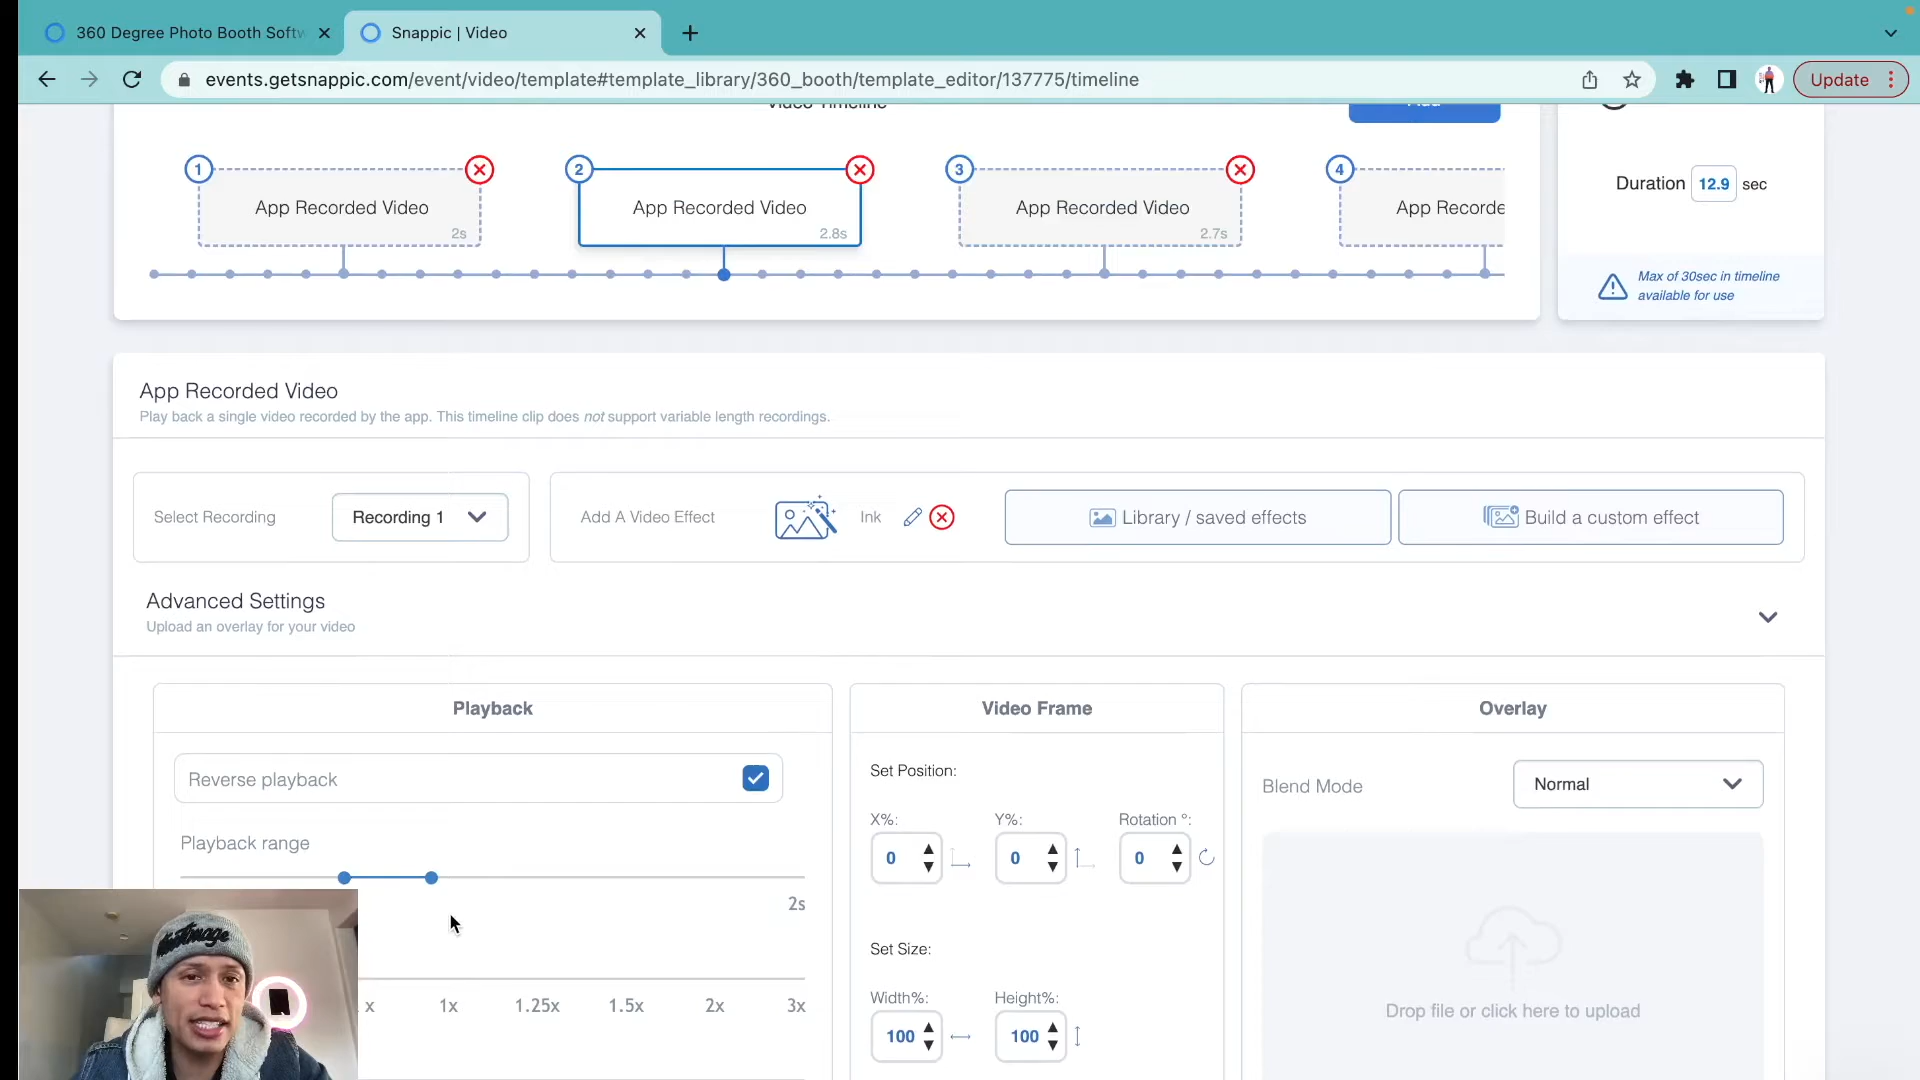 360 Degree Photo Booth Softw
Snappic | Video
events.getsnappic.com/event/video/template#template_library/360_booth/template_editor/137775/timeline
Update
Video Timeline
Add
1
App Recorded Video
2s
2
App Recorded Video
2.8s
3
App Recorded Video
2.7s
4
App Recorde
Duration 12.9 sec
Max of 30sec in timeline
available for use
App Recorded Video
Play back a single video recorded by the app. This timeline clip does not support variable length recordings.
Select Recording
Recording 1
Add A Video Effect
Ink
Library / saved effects
Build a custom effect
Advanced Settings
Upload an overlay for your video
Playback
Video Frame
Overlay
Reverse playback
Set Position:
Blend Mode
Normal
X%:
Y%:
Rotation °:
Playback range
0
0
0
2s
Set Size:
Width%:
Height%:
x
1x
1.25x
1.5x
2x
3x
100
100
Drop file or click here to upload